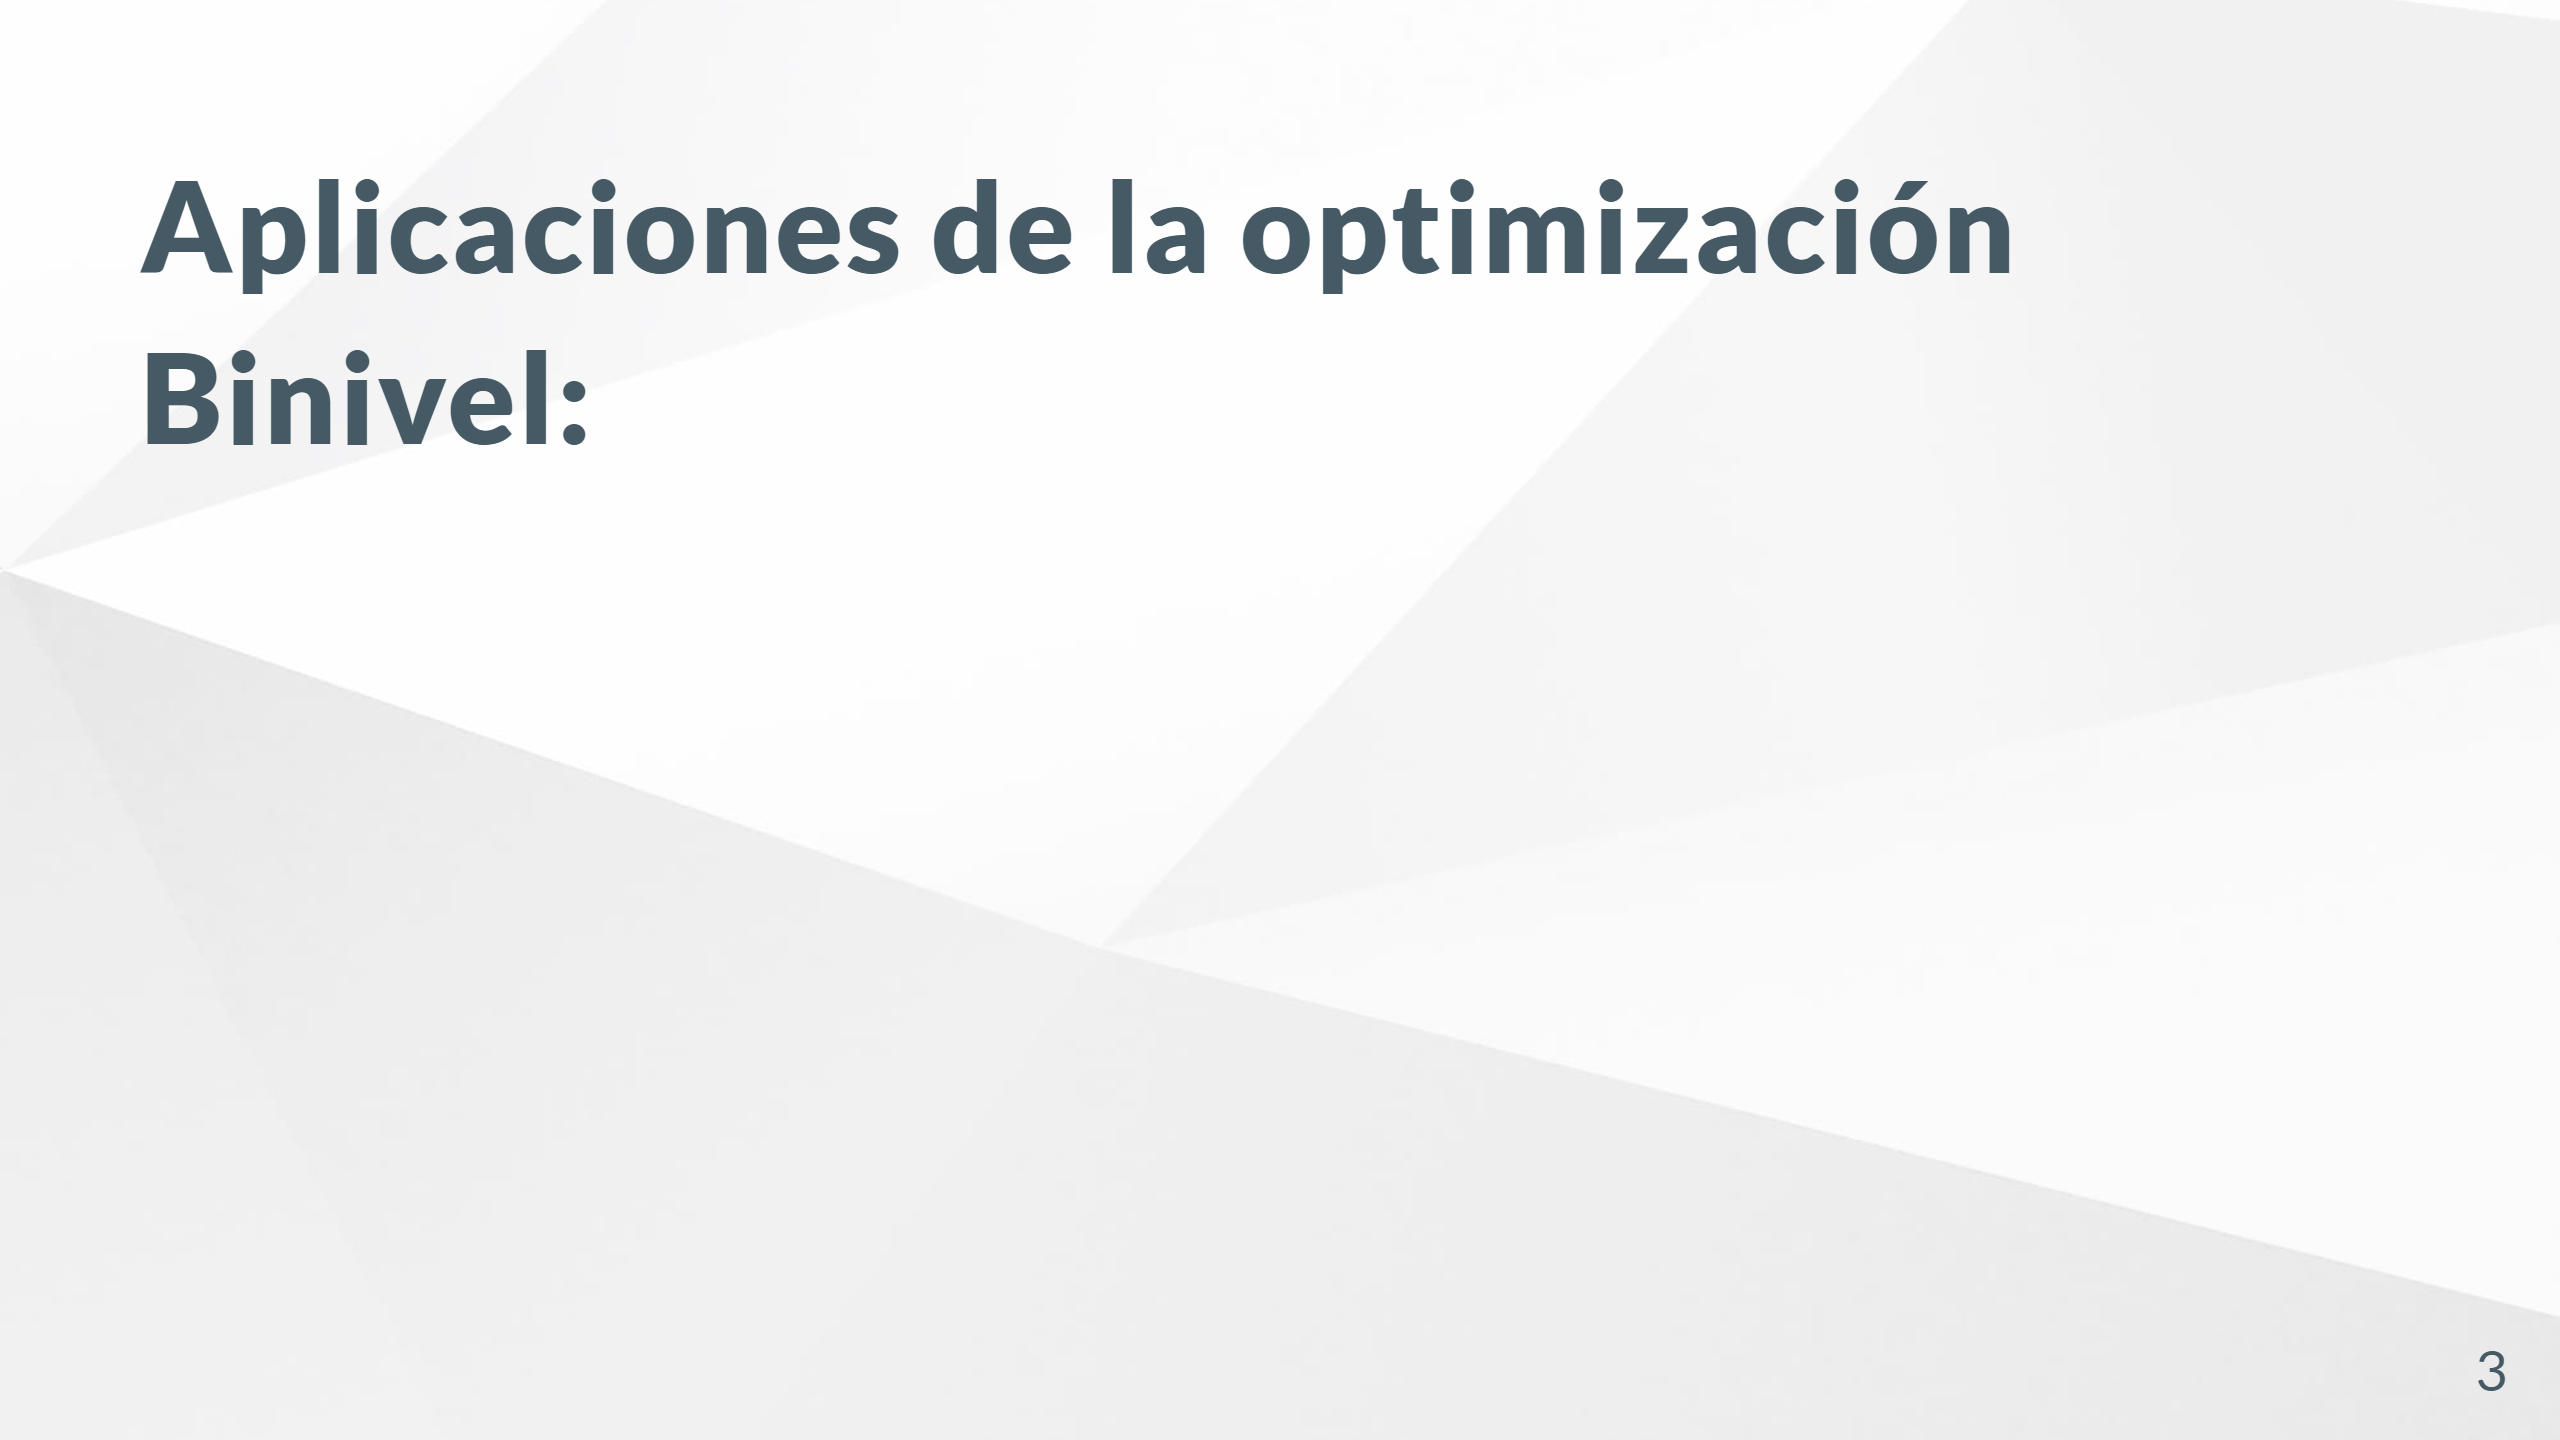 Aplicaciones de la optimización
Binivel:
3